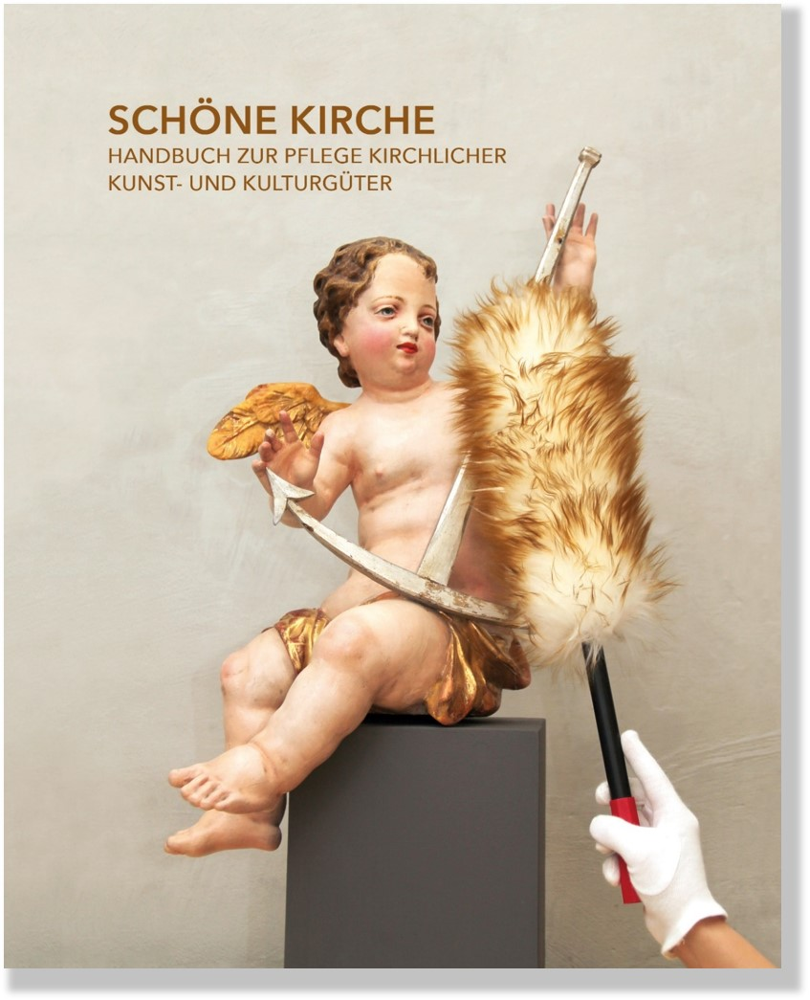 SCHÖNE KIRCHE
HANDBUCH ZUR PFLEGE KIRCHLICHER
KUNST- UND KULTURGÜTER